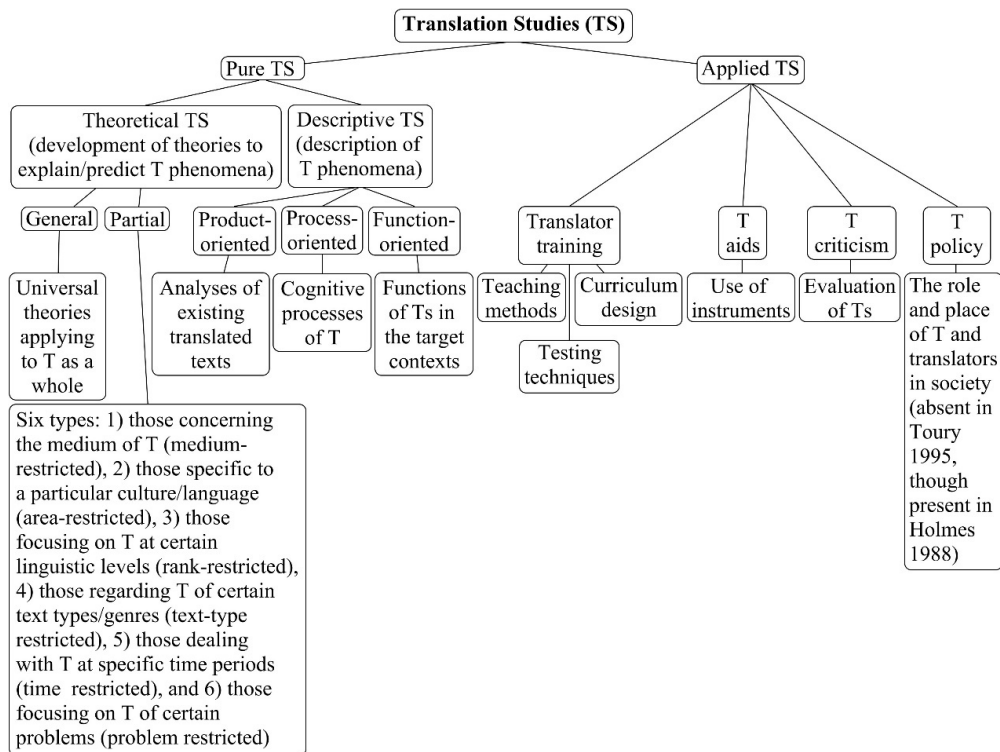 Translation Studies (TS)
Pure TS
Applied TS
Theoretical TS
(development of theories to
explain/predict T phenomena)
Descriptive TS
(description of
T phenomena)
General
Partial
Product-
oriented
Process-
oriented
Function-
oriented
Translator
training
T
aids
T
criticism
T
policy
Universal
theories
applying
to T as a
whole
Analyses of
existing
translated
texts
Cognitive
processes
of T
Functions
of Ts in
the target
contexts
Teaching
methods
Curriculum
design
Testing
techniques
Use of
instruments
Evaluation
of Ts
The role
and place
of T and
translators
in society
(absent in
Toury
1995,
though
present in
Holmes
1988)
Six types: 1) those concerning
the medium of T (medium-
restricted), 2) those specific to
a particular culture/language
(area-restricted), 3) those
focusing on T at certain
linguistic levels (rank-restricted),
4) those regarding T of certain
text types/genres (text-type
restricted), 5) those dealing
with T at specific time periods
(time restricted), and 6) those
focusing on T of certain
problems (problem restricted)